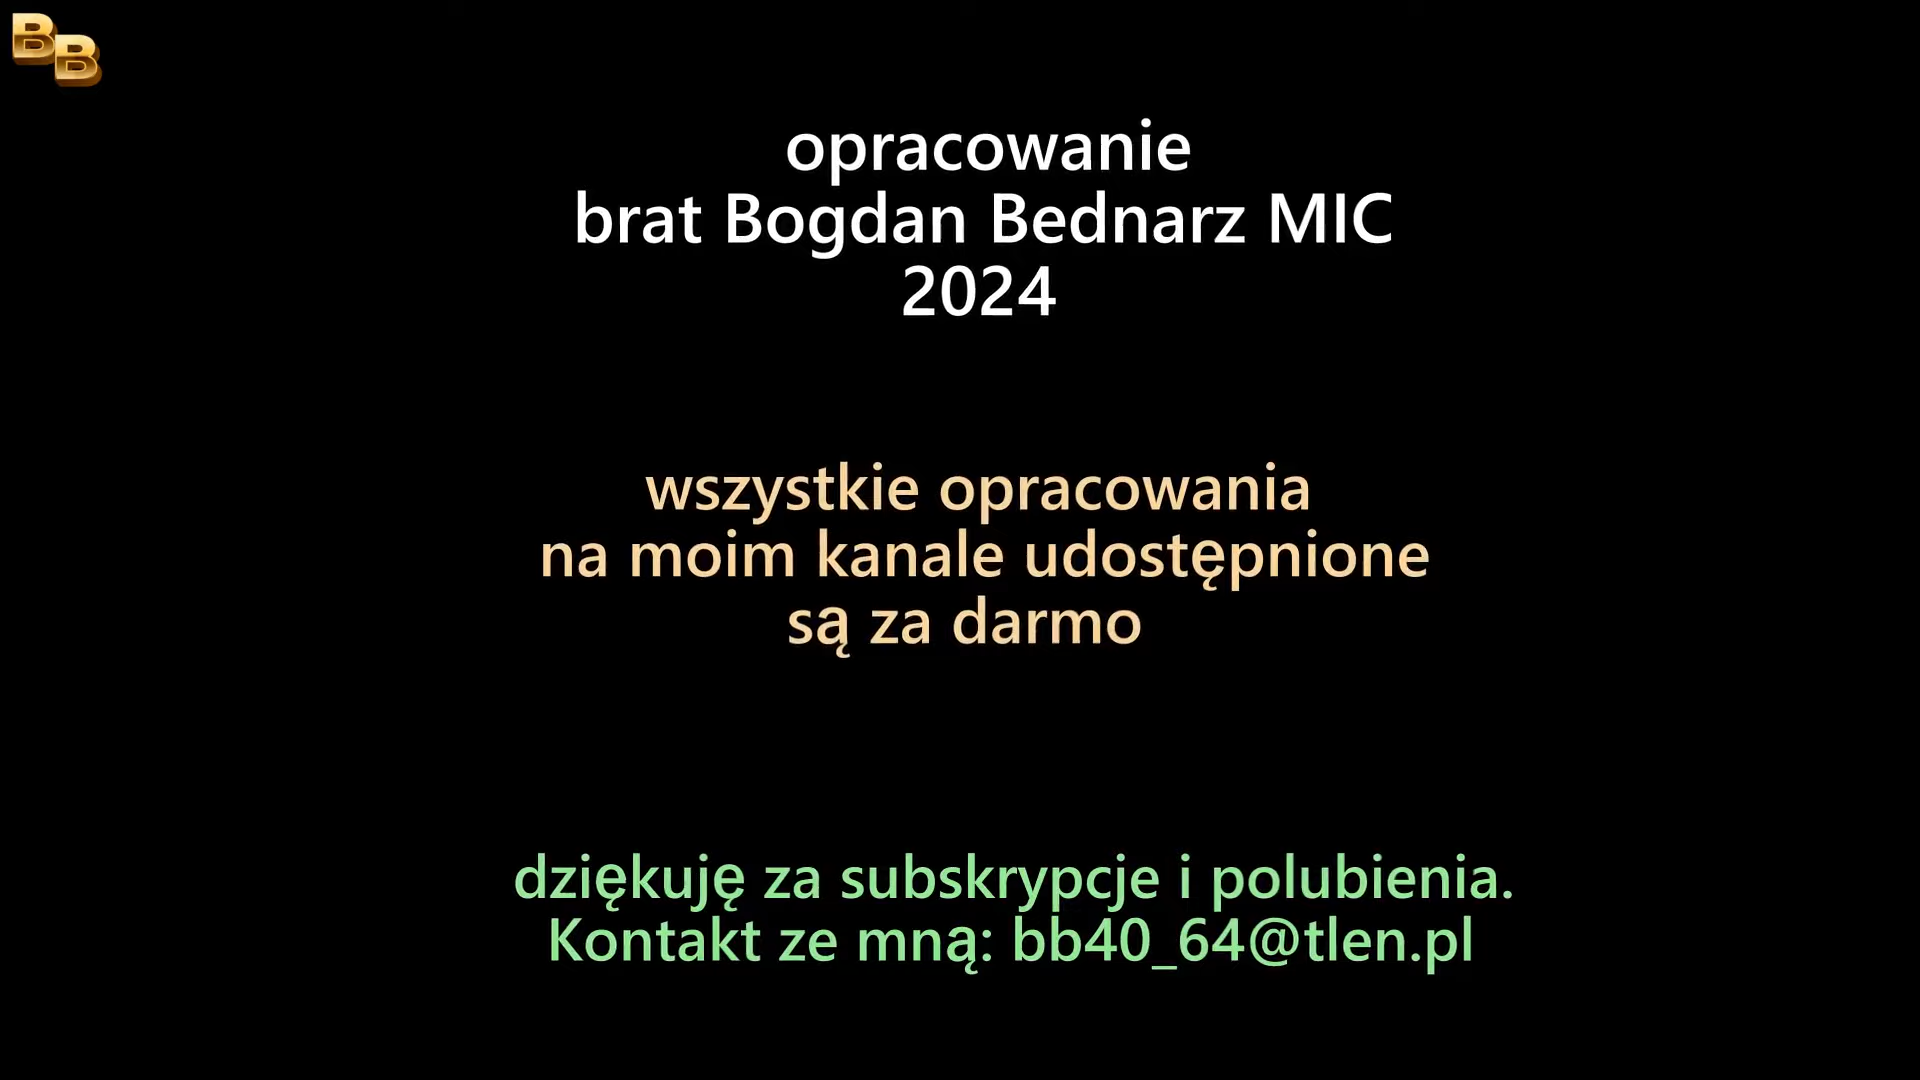 BB
opracowanie
brat Bogdan Bednarz MIC
2024
wszystkie opracowania
na moim kanale udostępnione
są za darmo
dziękuję za subskrypcje i polubienia.
Kontakt ze mną: bb40_64@tlen.pl